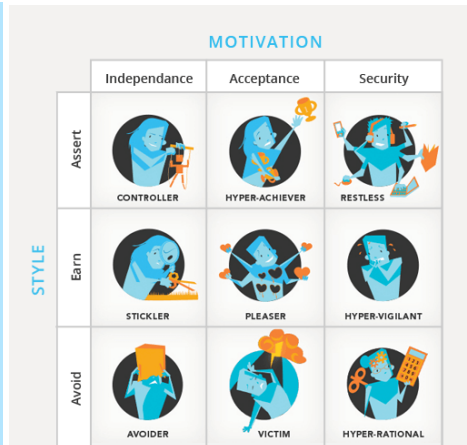 MOTIVATION
Independance Acceptance Security
STYLE
Assert
CONTROLLER HYPER-ACHIEVER RESTLESS
Earn
STICKLER PLEASER HYPER-VIGILANT
Avoid
AVOIDER VICTIM HYPER-RATIONAL